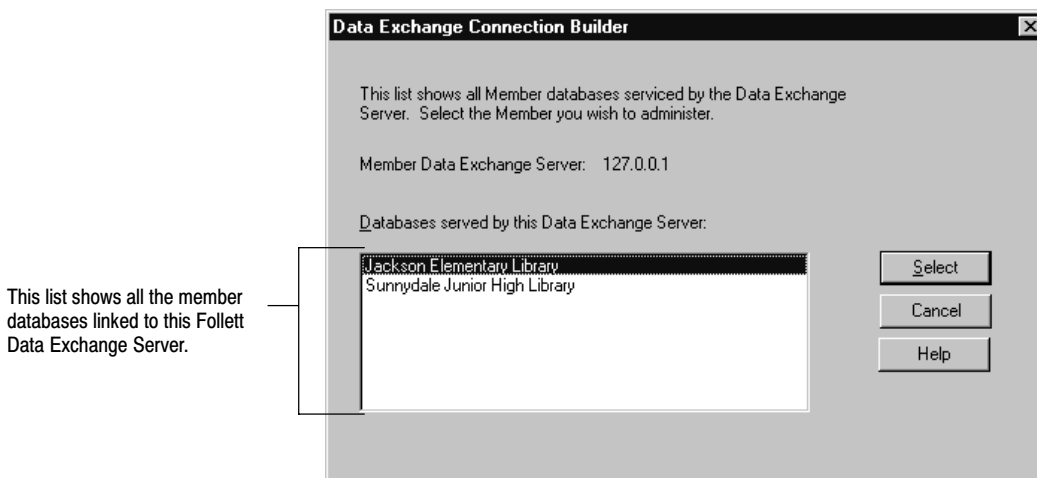 Data Exchange Connection Builder
This list shows all Member databases serviced by the Data Exchange
Server. Select the Member you wish to administer.
Member Data Exchange Server: 127.0.0.1
Databases served by this Data Exchange Server:
Jackson Elementary Library
Sunnydale Junior High Library
Select
Cancel
Help
This list shows all the member
databases linked to this Follett
Data Exchange Server.